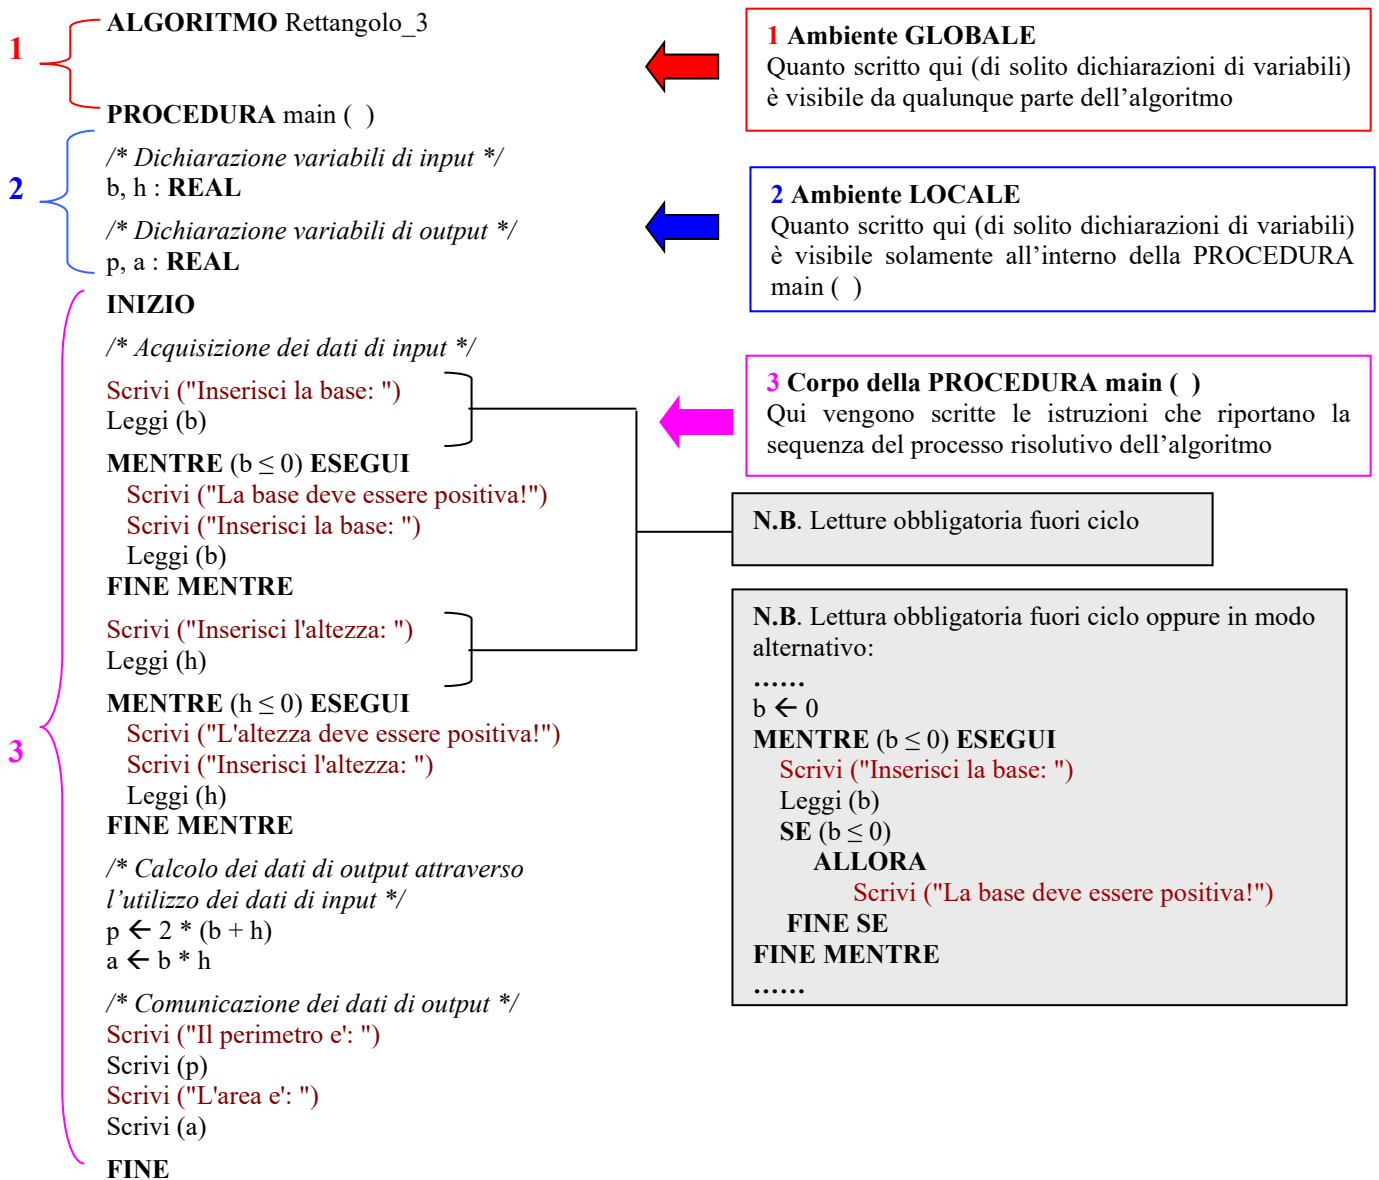 ALGORITMO Rettangolo_3
1
PROCEDURA main ( )
/* Dichiarazione variabili di input */
b, h : REAL
2
/* Dichiarazione variabili di output */
p, a : REAL
INIZIO
/* Acquisizione dei dati di input */
Scrivi ("Inserisci la base: ")
Leggi (b)
MENTRE (b ≤ 0) ESEGUI
Scrivi ("La base deve essere positiva!")
Scrivi ("Inserisci la base: ")
Leggi (b)
FINE MENTRE
Scrivi ("Inserisci l'altezza: ")
Leggi (h)
MENTRE (h ≤ 0) ESEGUI
Scrivi ("L'altezza deve essere positiva!")
3
Scrivi ("Inserisci l'altezza: ")
Leggi (h)
FINE MENTRE
/* Calcolo dei dati di output attraverso
l’utilizzo dei dati di input */
p ← 2 * (b + h)
a ← b * h
/* Comunicazione dei dati di output */
Scrivi ("Il perimetro e': ")
Scrivi (p)
Scrivi ("L'area e': ")
Scrivi (a)
FINE
1 Ambiente GLOBALE
Quanto scritto qui (di solito dichiarazioni di variabili)
è visibile da qualunque parte dell’algoritmo
2 Ambiente LOCALE
Quanto scritto qui (di solito dichiarazioni di variabili)
è visibile solamente all’interno della PROCEDURA
main ( )
3 Corpo della PROCEDURA main ( )
Qui vengono scritte le istruzioni che riportano la
sequenza del processo risolutivo dell’algoritmo
N.B. Letture obbligatoria fuori ciclo
N.B. Lettura obbligatoria fuori ciclo oppure in modo
alternativo:
……
b ← 0
MENTRE (b ≤ 0) ESEGUI
Scrivi ("Inserisci la base: ")
Leggi (b)
SE (b ≤ 0)
ALLORA
Scrivi ("La base deve essere positiva!")
FINE SE
FINE MENTRE
……